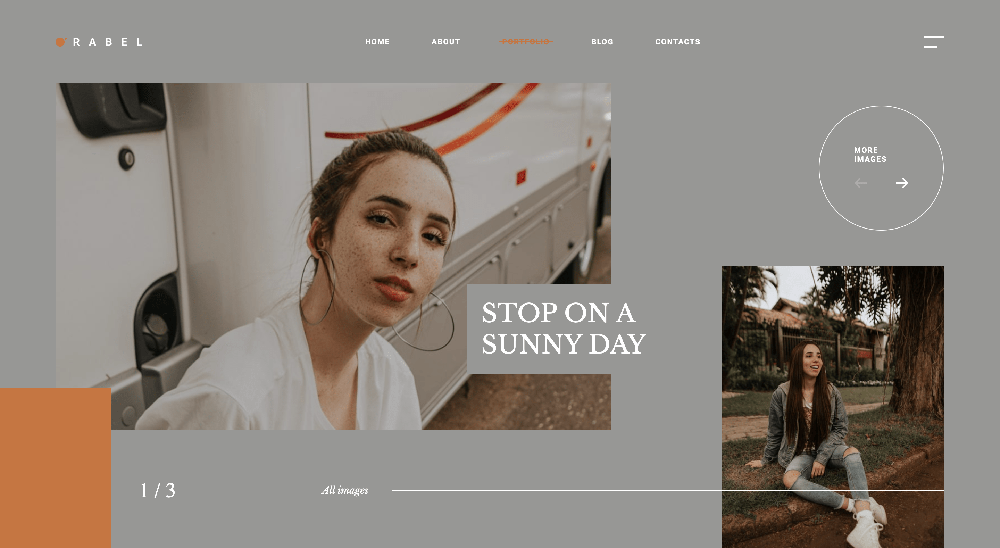 RABEL
HOME ABOUT PORTFOLIO BLOG CONTACTS
MORE
IMAGES
STOP ON A
SUNNY DAY
1 / 3
All images